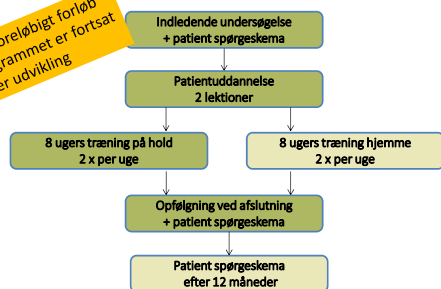 oreløbigt forløb
grammet er fortsat
er udvikling
Indledende undersøgelse
+ patient spørgeskema
Patientuddannelse
2 lektioner
8 ugers træning på hold
2 x per uge
8 ugers træning hjemme
2 x per uge
Opfølgning ved afslutning
+ patient spørgeskema
Patient spørgeskema
efter 12 måneder